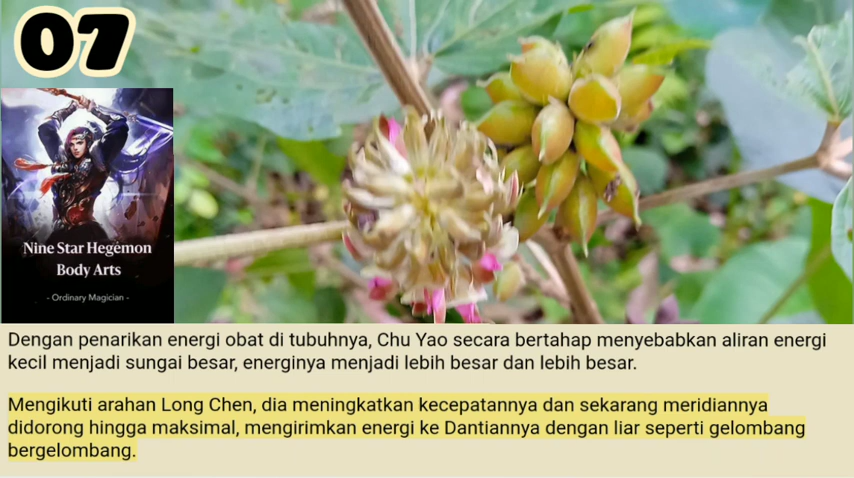 07
Nine Star Hegemon
Body Arts
- Ordinary Magician -
Dengan penarikan energi obat di tubuhnya, Chu Yao secara bertahap menyebabkan aliran energi
kecil menjadi sungai besar, energinya menjadi lebih besar dan lebih besar.
Mengikuti arahan Long Chen, dia meningkatkan kecepatannya dan sekarang meridiannya
didorong hingga maksimal, mengirimkan energi ke Dantiannya dengan liar seperti gelombang
bergelombang.